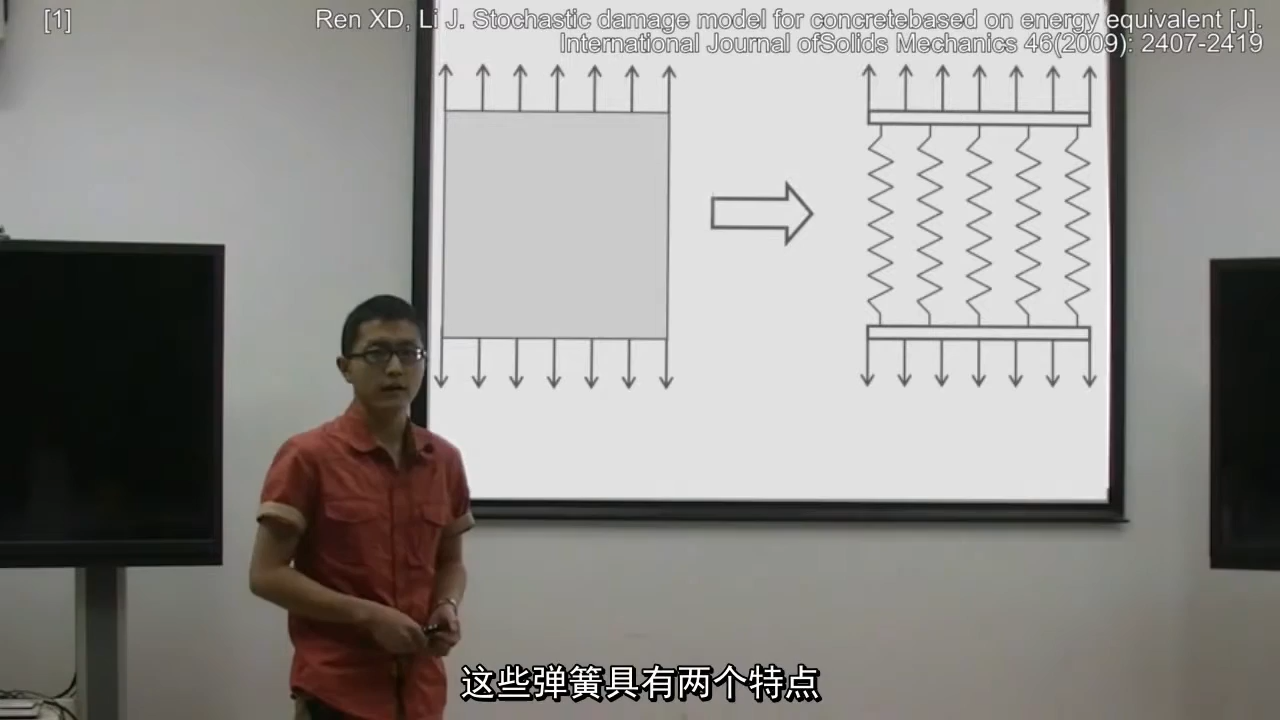 [1] Ren XD, Li J. Stochastic damage model for concretebased on energy equivalent [J].
International Journal ofSolids Mechanics 46(2009): 2407-2419
这些弹簧具有两个特点